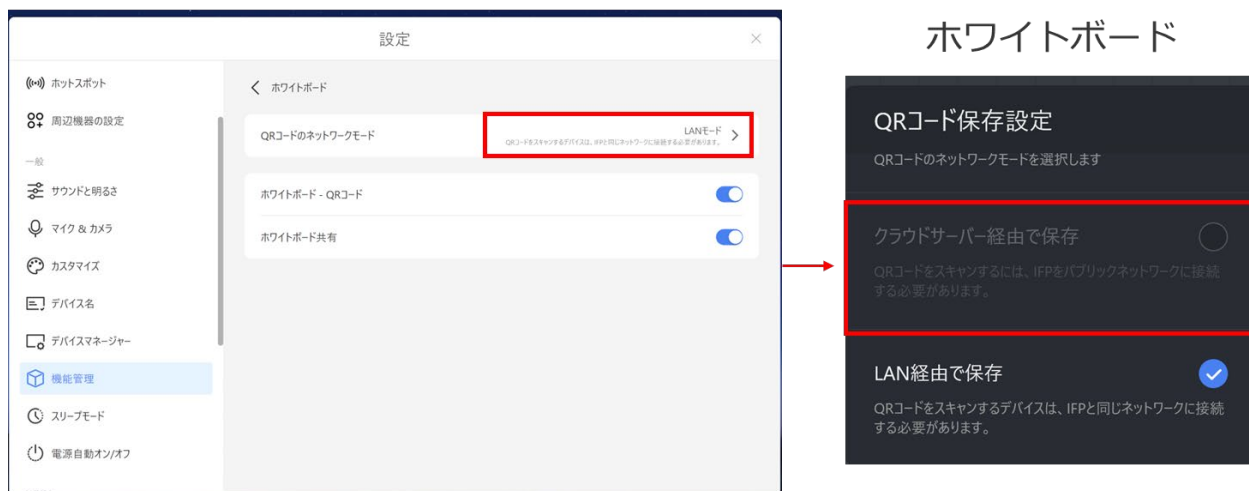 設定
ホットスポット
周辺機器の設定
一般
サウンドと明るさ
マイク & カメラ
カスタマイズ
デバイス名
デバイスマネージャー
機能管理
スリープモード
電源自動オン/オフ
ホワイトボード
QRコードのネットワークモード
LANモード
QRコードをスキャンするデバイスは、IFPと同じネットワークに接続する必要があります。
ホワイトボード - QRコード
ホワイトボード共有
ホワイトボード
QRコード保存設定
QRコードのネットワークモードを選択します
クラウドサーバー経由で保存
QRコードをスキャンするには、IFPをパブリックネットワークに接続
する必要があります。
LAN経由で保存
QRコードをスキャンするデバイスは、IFPと同じネットワークに接続
する必要があります。